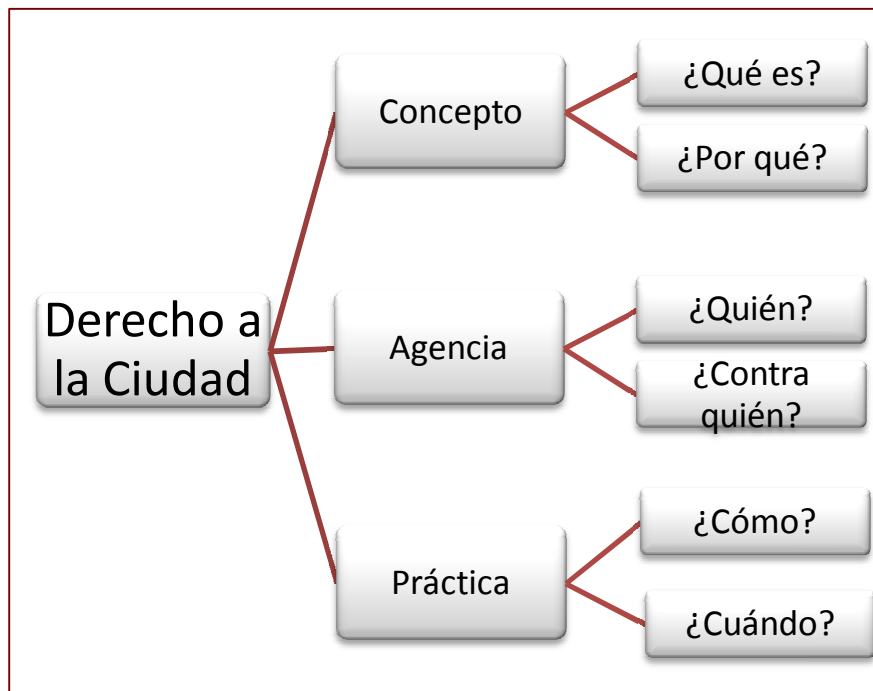 ¿Qué es?
Concepto
¿Por qué?
Derecho a
la Ciudad
¿Quién?
Agencia
¿Contra
quién?
¿Cómo?
Práctica
¿Cuándo?